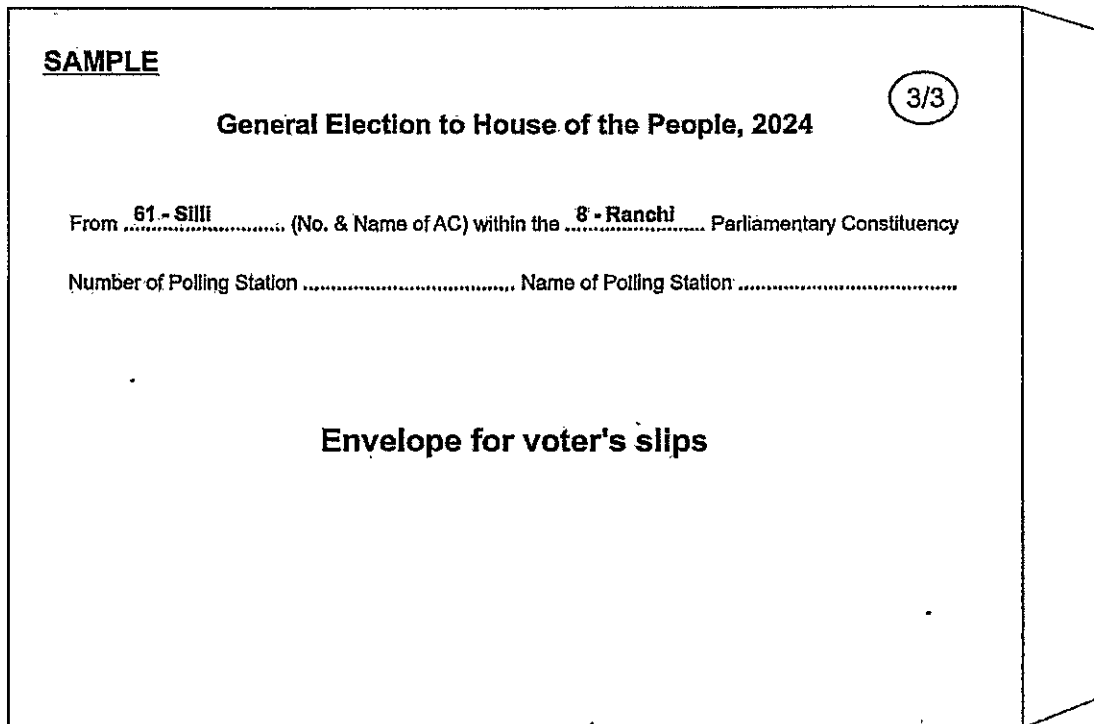 SAMPLE
3/3
General Election to House of the People, 2024
From 61 - Silli (No. & Name of AC) within the 8 - Ranchi Parliamentary Constituency
Number of Polling Station ..................................... Name of Polling Station .......................................
Envelope for voter's slips